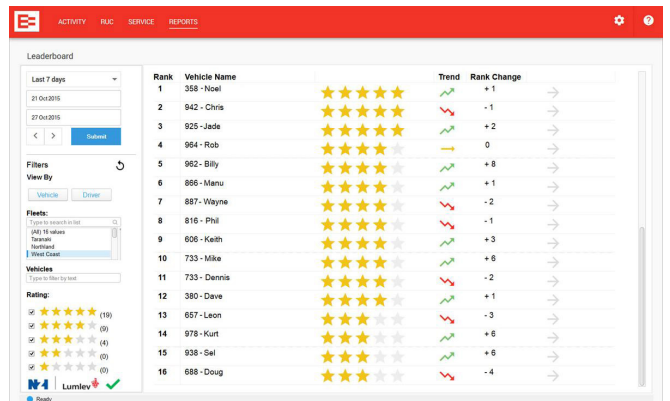 ACTIVITY RUC SERVICE REPORTS
Leaderboard
Last 7 days
21 Oct 2015
27 Oct 2015
Submit
Filters
View By
Vehicle Driver
Fleets:
Type to search in list
(All) 16 values
Taranaki
Northland
West Coast
Vehicles
Type to filter by text
Rating:
(19)
(9)
(4)
(0)
(0)
Lumley
Ready
Rank Vehicle Name Trend Rank Change
1 358 - Noel + 1
2 942 - Chris - 1
3 925 - Jade + 2
4 964 - Rob 0
5 962 - Billy + 8
6 866 - Manu + 1
7 887 - Wayne - 2
8 816 - Phil - 1
9 606 - Keith + 3
10 733 - Mike + 6
11 733 - Dennis - 2
12 380 - Dave + 1
13 657 - Leon - 3
14 978 - Kurt + 6
15 938 - Sel + 6
16 688 - Doug - 4